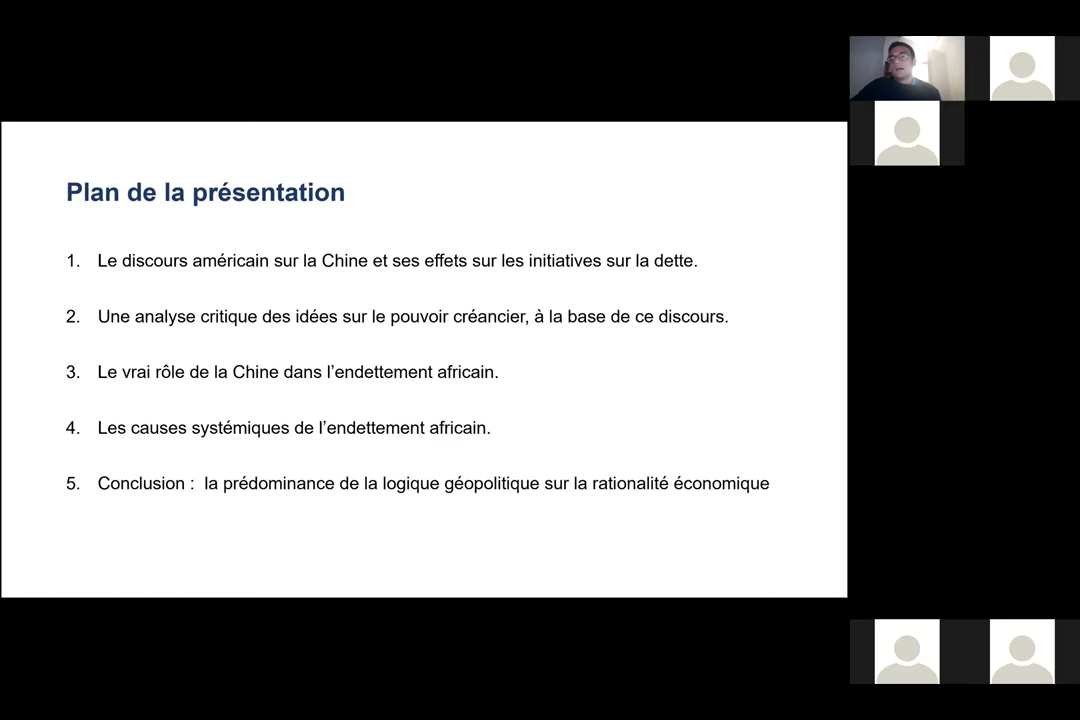 Plan de la présentation
1. Le discours américain sur la Chine et ses effets sur les initiatives sur la dette.
2. Une analyse critique des idées sur le pouvoir créancier, à la base de ce discours.
3. Le vrai rôle de la Chine dans l’endettement africain.
4. Les causes systémiques de l’endettement africain.
5. Conclusion : la prédominance de la logique géopolitique sur la rationalité économique